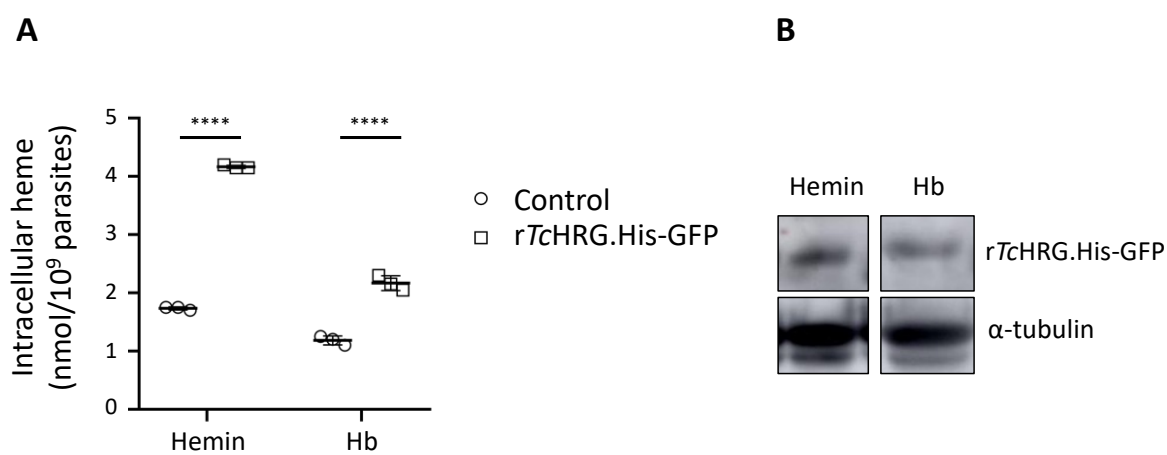 A
B
Intracellular heme
(nmol/10⁹ parasites)
5
4
3
2
1
0
****
****
Hemin
Hb
Control
rTcHRG.His-GFP
Hemin
Hb
rTcHRG.His-GFP
α-tubulin